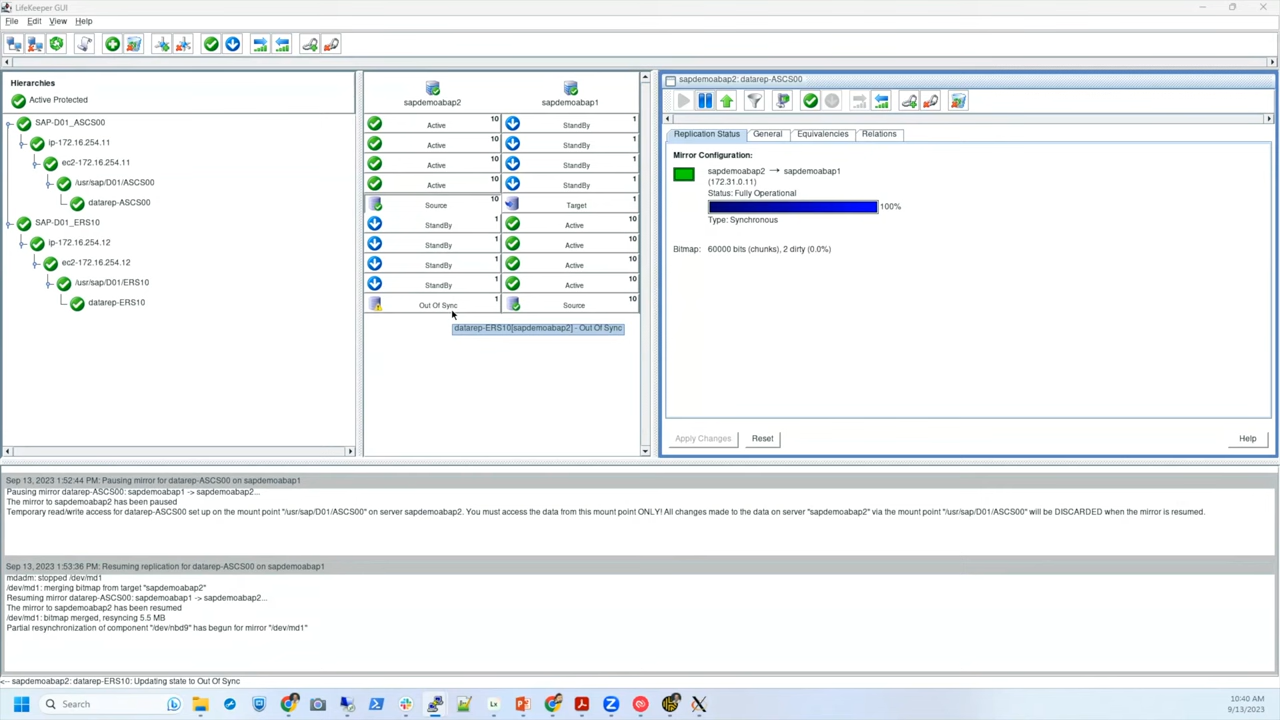 LifeKeeper GUI
File Edit View Help
Hierarchies
Active Protected
SAP-D01_ASCS00
ip-172.16.254.11
ec2-172.16.254.11
/usr/sap/D01/ASCS00
datarep-ASCS00
SAP-D01_ERS10
ip-172.16.254.12
ec2-172.16.254.12
/usr/sap/D01/ERS10
datarep-ERS10
sapdemoabap2 sapdemoabap1
Active 10 StandBy 1
Active 10 StandBy 1
Active 10 StandBy 1
Active 10 StandBy 1
Source 10 Target 1
StandBy 1 Active 10
StandBy 1 Active 10
StandBy 1 Active 10
StandBy 1 Active 10
Out Of Sync 1 Source 10
datarep-ERS10[sapdemoabap2] - Out Of Sync
sapdemoabap2: datarep-ASCS00
Replication Status General Equivalencies Relations
Mirror Configuration:
sapdemoabap2 → sapdemoabap1
(172.31.0.11)
Status: Fully Operational
100%
Type: Synchronous
Bitmap: 60000 bits (chunks), 2 dirty (0.0%)
Apply Changes Reset Help
Sep 13, 2023 1:52:44 PM: Pausing mirror for datarep-ASCS00 on sapdemoabap1
Pausing mirror datarep-ASCS00: sapdemoabap1 -> sapdemoabap2...
The mirror to sapdemoabap2 has been paused
Temporary read/write access for datarep-ASCS00 set up on the mount point "/usr/sap/D01/ASCS00" on server sapdemoabap2. You must access the data from this mount point ONLY! All changes made to the data on server "sapdemoabap2" via the mount point "/usr/sap/D01/ASCS00" will be DISCARDED when the mirror is resumed.
Sep 13, 2023 1:53:36 PM: Resuming replication for datarep-ASCS00 on sapdemoabap1
mdadm: stopped /dev/md1
/dev/md1: merging bitmap from target "sapdemoabap2"
Resuming mirror datarep-ASCS00: sapdemoabap1 -> sapdemoabap2...
The mirror to sapdemoabap2 has been resumed
/dev/md1: bitmap merged, resyncing 5.5 MB
Partial resynchronization of component "/dev/nbd9" has begun for mirror "/dev/md1"
<-- sapdemoabap2: datarep-ERS10: Updating state to Out Of Sync
Search
10:40 AM
9/13/2023